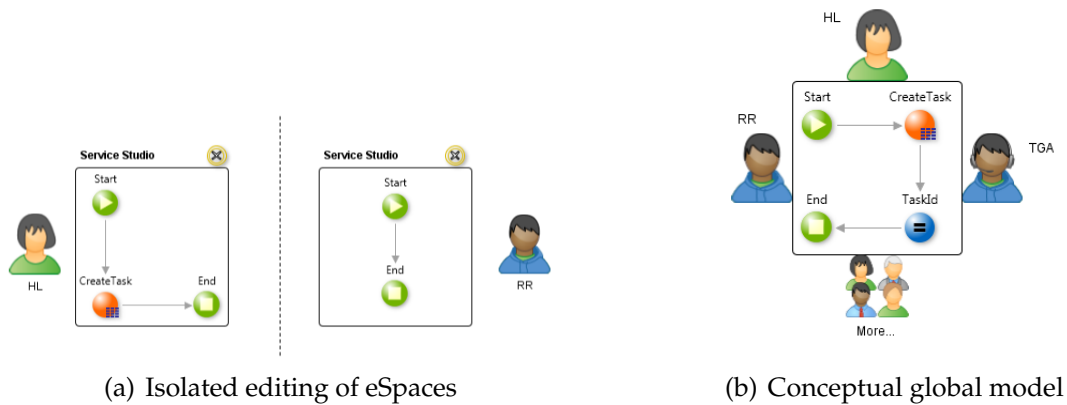 HL
Start CreateTask
RR
TGA
Service Studio Service Studio
Start Start
End TaskId
End
CreateTask End
HL RR
More...
(a) Isolated editing of eSpaces (b) Conceptual global model